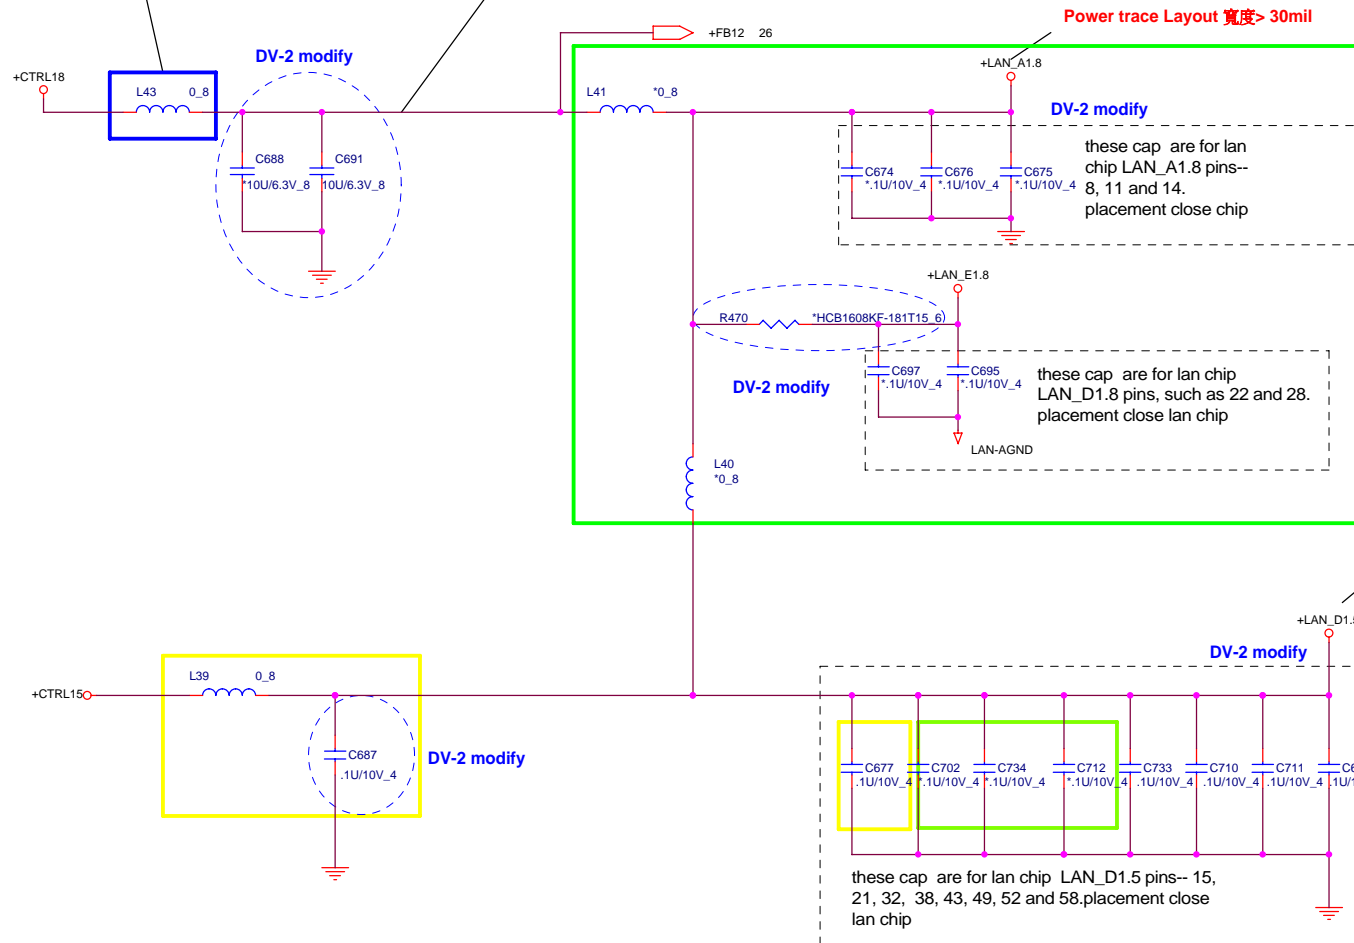 Power trace Layout 寬度> 30mil
+FB12 26
DV-2 modify
+LAN_A1.8
+CTRL18
L43 0_8
L41 *0_8
DV-2 modify
these cap are for lan
chip LAN_A1.8 pins--
8, 11 and 14.
placement close chip
C688
*10U/6.3V_8
C691
10U/6.3V_8
C674
*.1U/10V_4
C676
*.1U/10V_4
C675
*.1U/10V_4
+LAN_E1.8
R470 *HCB1608KF-181T15_6
DV-2 modify
C697
*.1U/10V_4
C695
*.1U/10V_4
these cap are for lan chip
LAN_D1.8 pins, such as 22 and 28.
placement close lan chip
LAN-AGND
L40
*0_8
+LAN_D1.5
DV-2 modify
L39 0_8
+CTRL15
C687
.1U/10V_4
DV-2 modify
C677
.1U/10V_4
C702
*.1U/10V_4
C734
*.1U/10V_4
C712
*.1U/10V_4
C733
.1U/10V_4
C710
.1U/10V_4
C711
.1U/10V_4
these cap are for lan chip LAN_D1.5 pins-- 15,
21, 32, 38, 43, 49, 52 and 58.placement close
lan chip